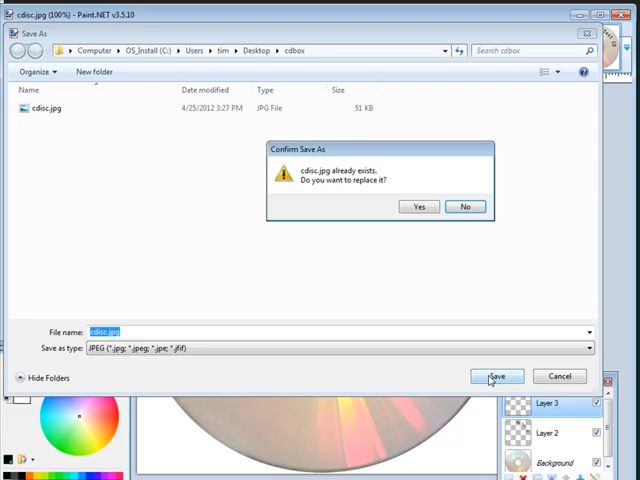 cdisc.jpg (100%) - Paint.NET v3.5.10
Save As
Computer OS_Install (C:) Users tim Desktop cdbox
Search cdbox
Organize New folder
Name Date modified Type Size
cdisc.jpg 4/25/2012 3:27 PM JPG File 51 KB
Confirm Save As
cdisc.jpg already exists.
Do you want to replace it?
Yes No
File name: cdisc.jpg
Save as type: JPEG (*.jpg; *.jpeg; *.jpe; *.jfif)
Hide Folders
Save Cancel
Layer 3
Layer 2
Background